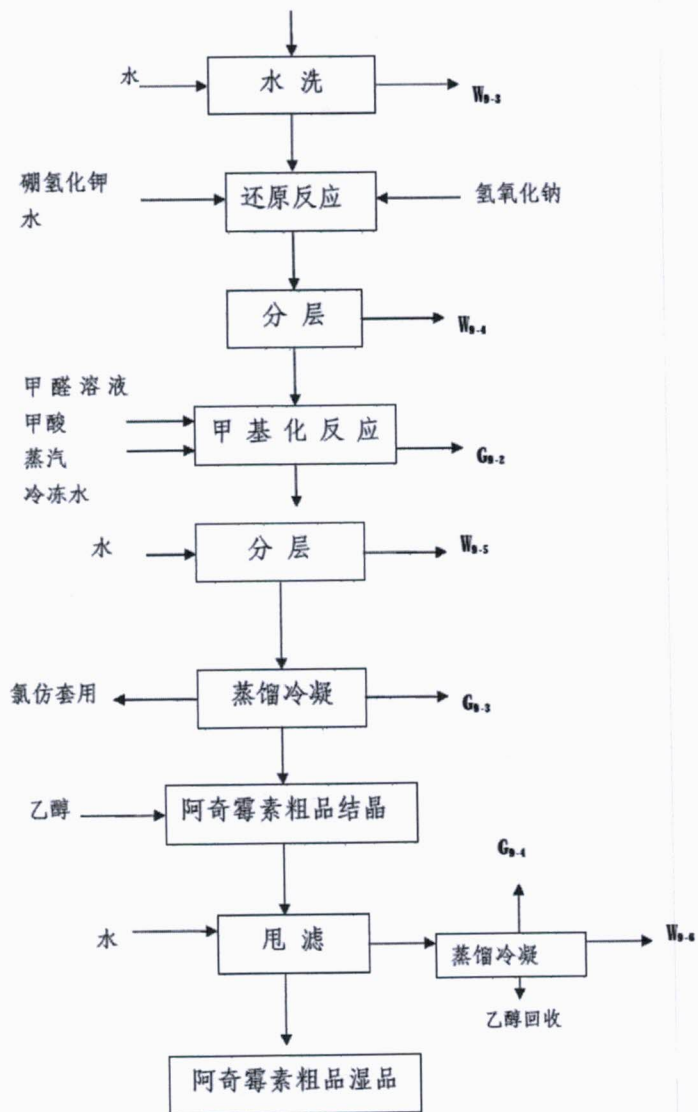 水
水 洗
W₉₋₃
硼氢化钾
水
还原反应
氢氧化钠
分 层
W₉₋₄
甲 醛 溶 液
甲酸
蒸汽
冷冻水
甲 基 化 反 应
G₉₋₂
水
分 层
W₉₋₅
氯仿套用
蒸馏冷凝
G₉₋₃
乙醇
阿奇霉素粗品结晶
G₉₋₄
水
甩 滤
蒸馏冷凝
W₉₋₆
乙醇回收
阿奇霉素粗品湿品